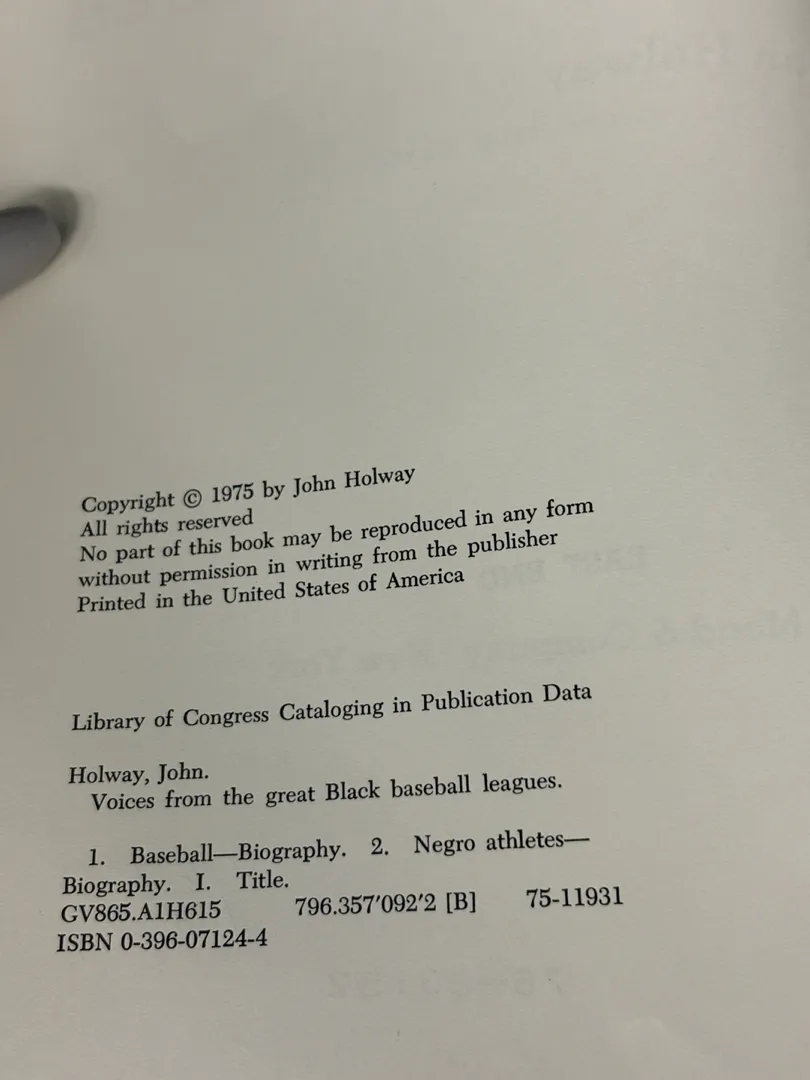 Copyright © 1975 by John Holway
All rights reserved
No part of this book may be reproduced in any form
without permission in writing from the publisher
Printed in the United States of America
Library of Congress Cataloging in Publication Data
Holway, John.
Voices from the great Black baseball leagues.
1. Baseball—Biography. 2. Negro athletes—
Biography. I. Title.
GV865.A1H615 796.357'092'2 [B] 75-11931
ISBN 0-396-07124-4